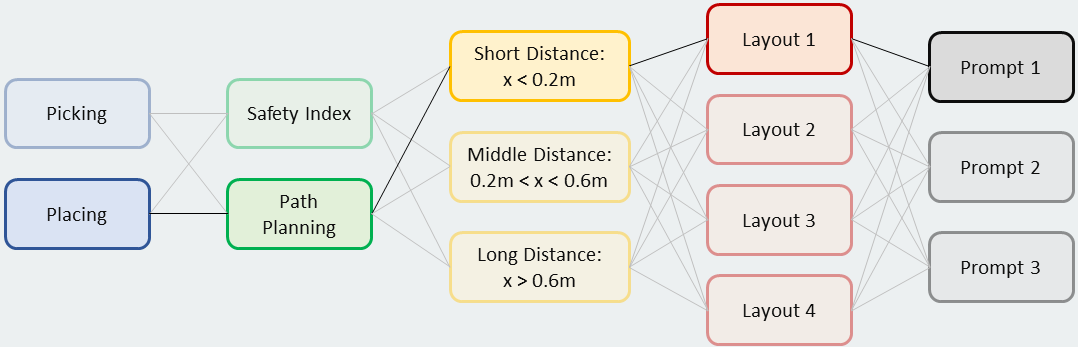 Picking
Placing
Safety Index
Path
Planning
Short Distance:
x < 0.2m
Middle Distance:
0.2m < x < 0.6m
Long Distance:
x > 0.6m
Layout 1
Layout 2
Layout 3
Layout 4
Prompt 1
Prompt 2
Prompt 3